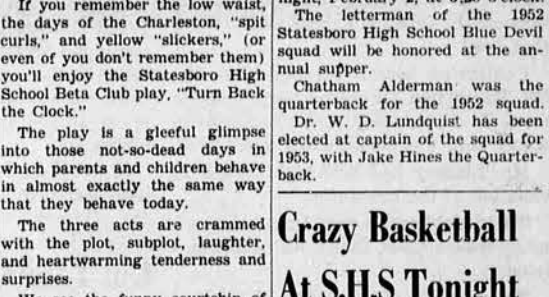 If you remember the low waist,
the days of the Charleston, "spit
curls," and yellow "slickers," (or
even of you don't remember them)
you'll enjoy the Statesboro High
School Beta Club play, "Turn Back
the Clock."
The play is a gleeful glimpse
into those not-so-dead days in
which parents and children behave
in almost exactly the same way
that they behave today.
The three acts are crammed
with the plot, subplot, laughter,
and heartwarming tenderness and
surprises.
We see the funny courtship of
The letterman of the 1952
Statesboro High School Blue Devil
squad will be honored at the an-
nual supper.
Chatham Alderman was the
quarterback for the 1952 squad.
Dr. W. D. Lundquist has been
elected at captain of the squad for
1953, with Jake Hines the Quarter-
back.
Crazy Basketball
At S.H.S Tonight